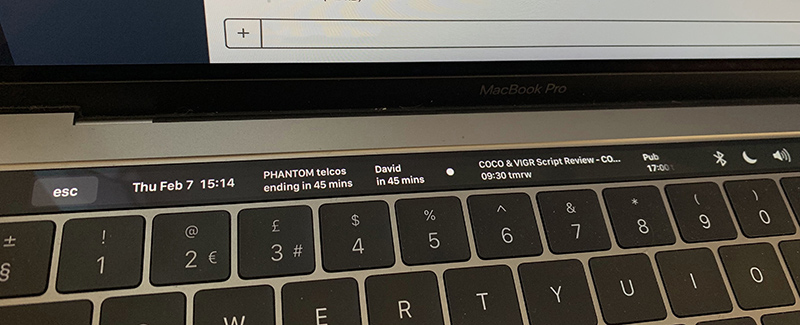 +
MacBook Pro
esc
Thu Feb 7 15:14
PHANTOM telcos
ending in 45 mins
David
in 45 mins
COCO & VIGR Script Review - CO...
09:30 tmrw
Pub
17:00
± ! @ £ $ % ^ & * ( )
§ 1 2 € 3 # 4 5 6 7 8 9 0
W E R T Y U I O